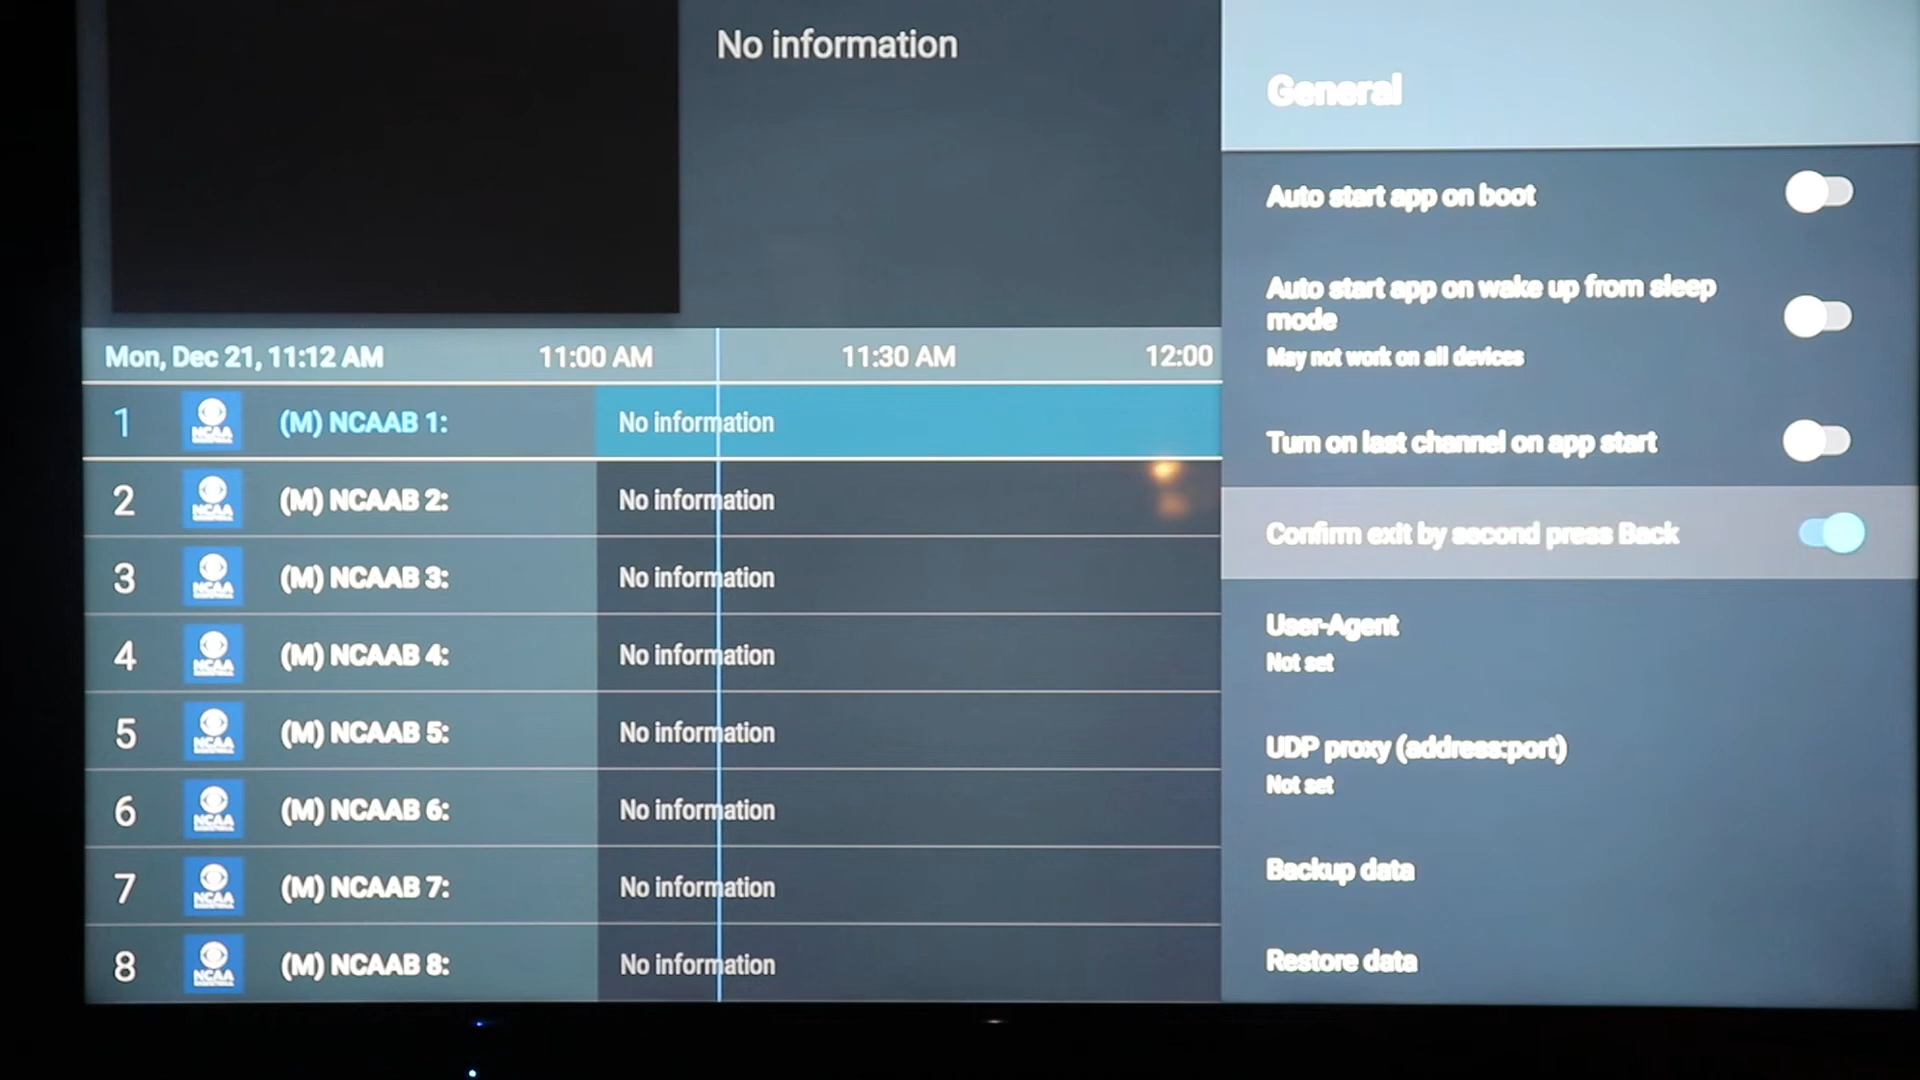 No information
General
Auto start app on boot
Auto start app on wake up from sleep
mode
May not work on all devices
Turn on last channel on app start
Confirm exit by second press Back
User-Agent
Not set
UDP proxy (address:port)
Not set
Backup data
Restore data
Mon, Dec 21, 11:12 AM 11:00 AM 11:30 AM 12:00
1 NCAA (M) NCAAB 1: No information
2 NCAA (M) NCAAB 2: No information
3 NCAA (M) NCAAB 3: No information
4 NCAA (M) NCAAB 4: No information
5 NCAA (M) NCAAB 5: No information
6 NCAA (M) NCAAB 6: No information
7 NCAA (M) NCAAB 7: No information
8 NCAA (M) NCAAB 8: No information